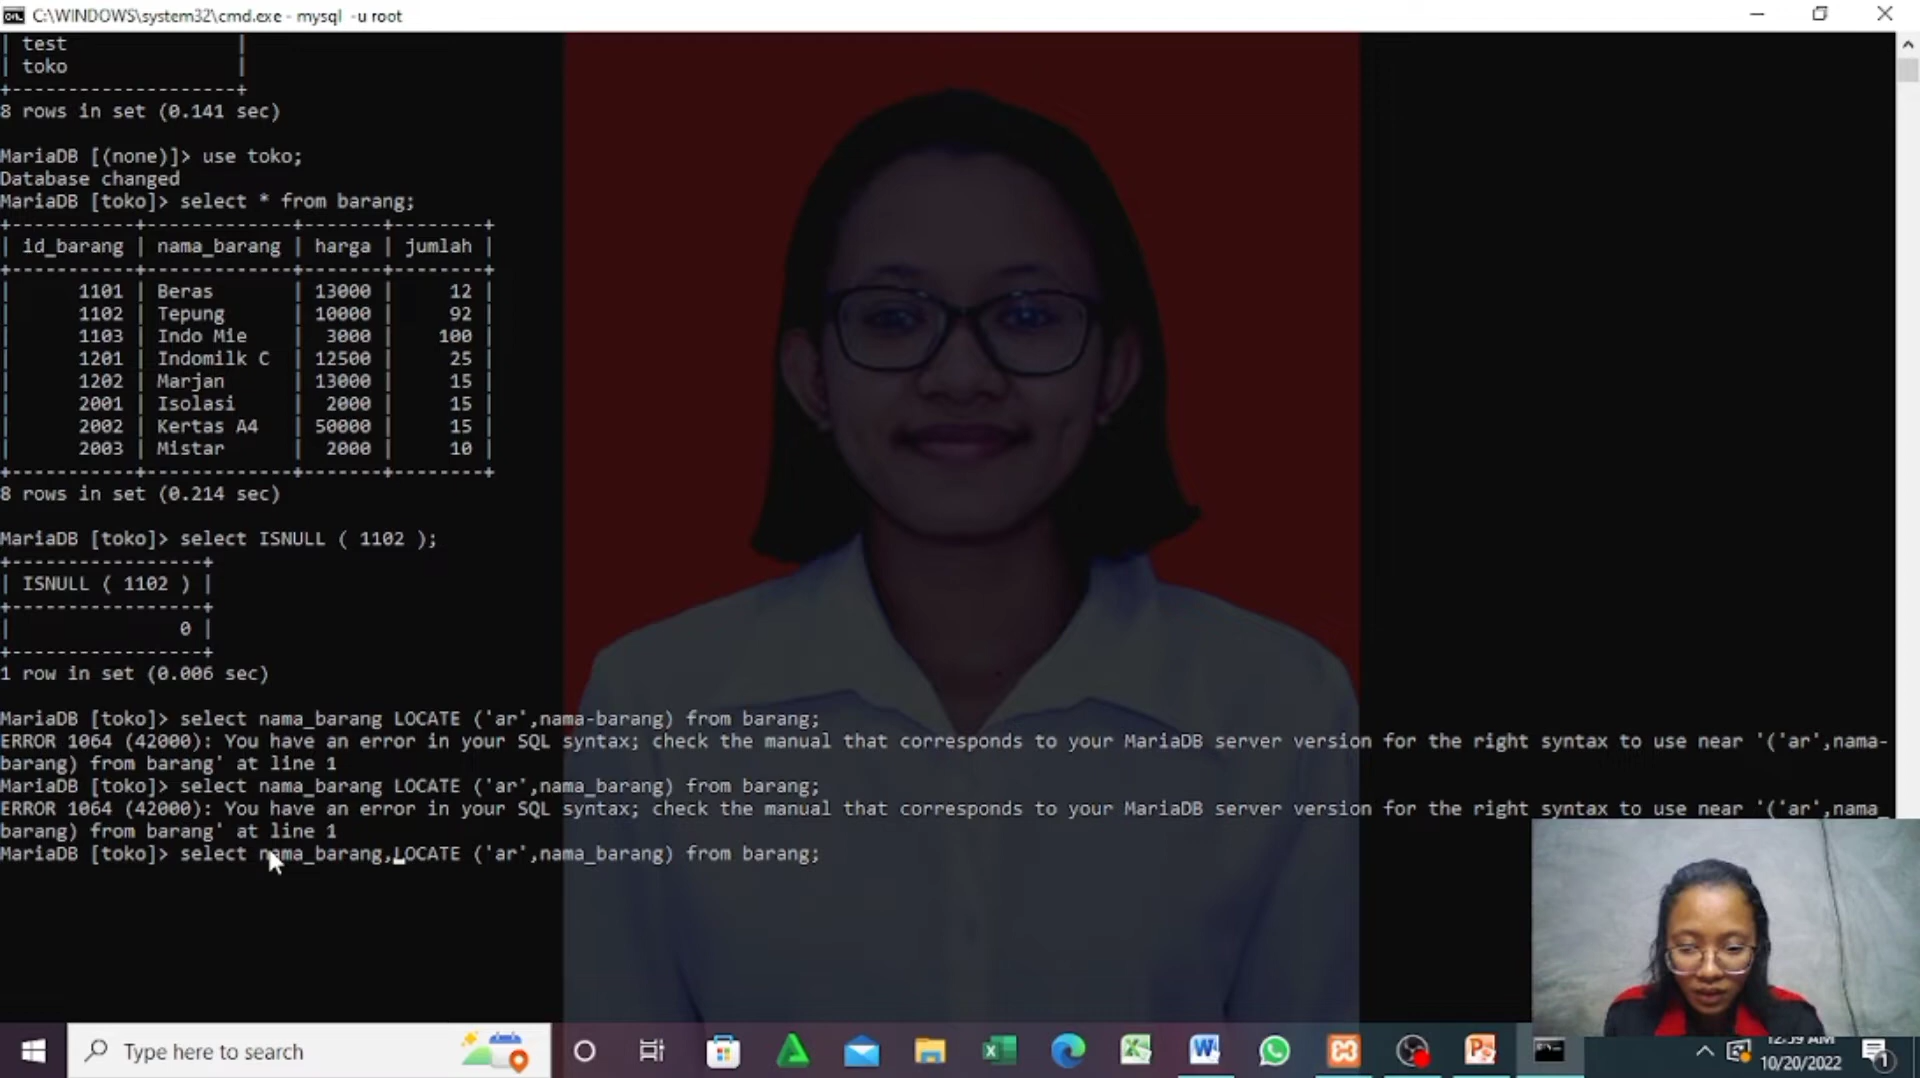 C:\WINDOWS\system32\cmd.exe - mysql -u root
| test |
| toko |
+--------------------+
8 rows in set (0.141 sec)
MariaDB [(none)]> use toko;
Database changed
MariaDB [toko]> select * from barang;
+-----------+-------------+-------+--------+
| id_barang | nama_barang | harga | jumlah |
+-----------+-------------+-------+--------+
| 1101 | Beras | 13000 | 12 |
| 1102 | Tepung | 10000 | 92 |
| 1103 | Indo Mie | 3000 | 100 |
| 1201 | Indomilk C | 12500 | 25 |
| 1202 | Marjan | 13000 | 15 |
| 2001 | Isolasi | 2000 | 15 |
| 2002 | Kertas A4 | 50000 | 15 |
| 2003 | Mistar | 2000 | 10 |
+-----------+-------------+-------+--------+
8 rows in set (0.214 sec)
MariaDB [toko]> select ISNULL ( 1102 );
+-----------------+
| ISNULL ( 1102 ) |
+-----------------+
| 0 |
+-----------------+
1 row in set (0.006 sec)
MariaDB [toko]> select nama_barang LOCATE ('ar',nama-barang) from barang;
ERROR 1064 (42000): You have an error in your SQL syntax; check the manual that corresponds to your MariaDB server version for the right syntax to use near '('ar',nama-
barang) from barang' at line 1
MariaDB [toko]> select nama_barang LOCATE ('ar',nama_barang) from barang;
ERROR 1064 (42000): You have an error in your SQL syntax; check the manual that corresponds to your MariaDB server version for the right syntax to use near '('ar',nama_
barang) from barang' at line 1
MariaDB [toko]> select nama_barang,LOCATE ('ar',nama_barang) from barang;
Type here to search
10/20/2022
1